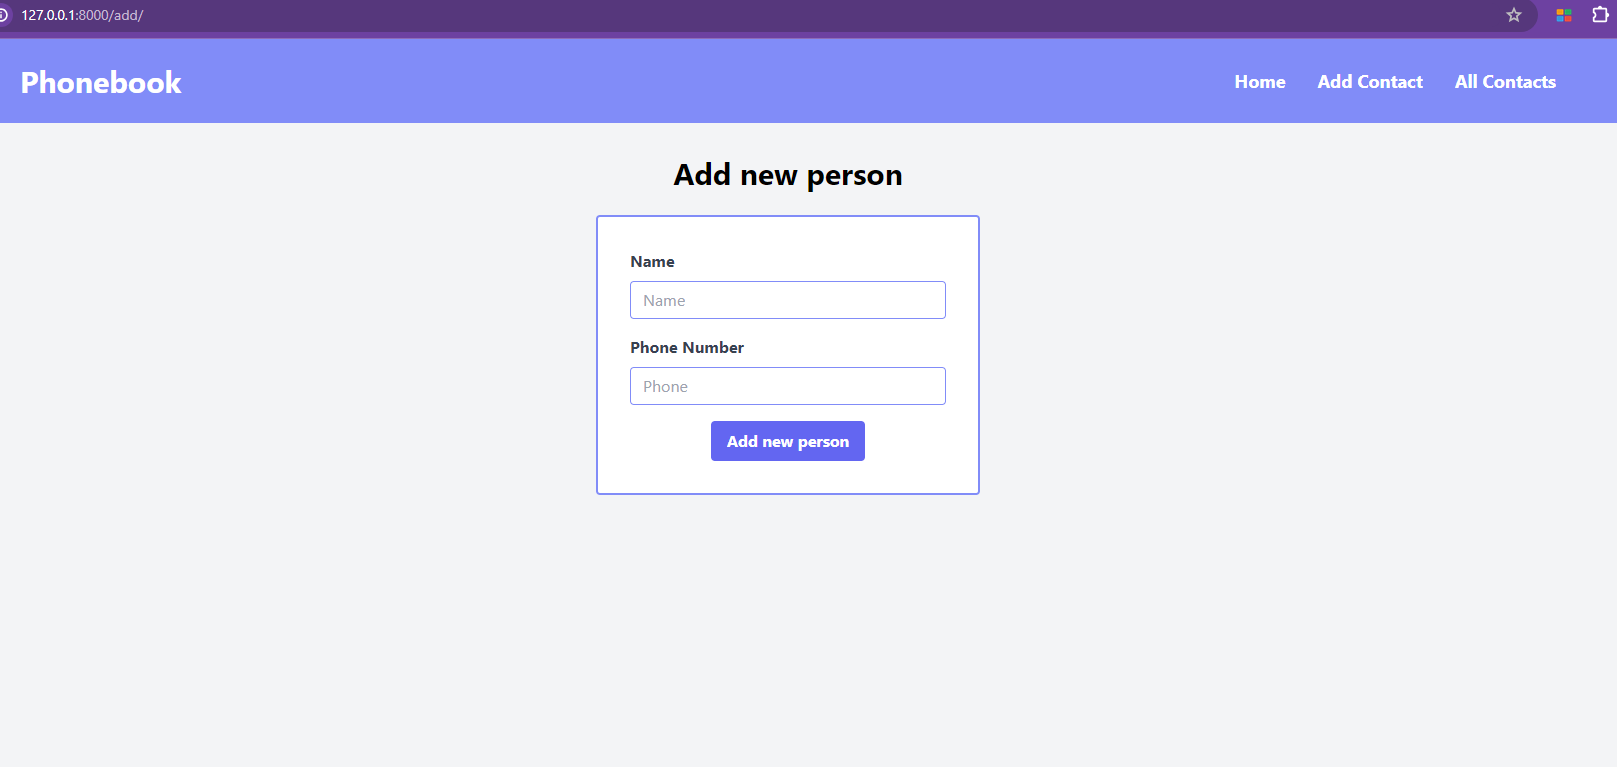 127.0.0.1:8000/add/
Phonebook
Home Add Contact All Contacts
Add new person
Name
Name
Phone Number
Phone
Add new person